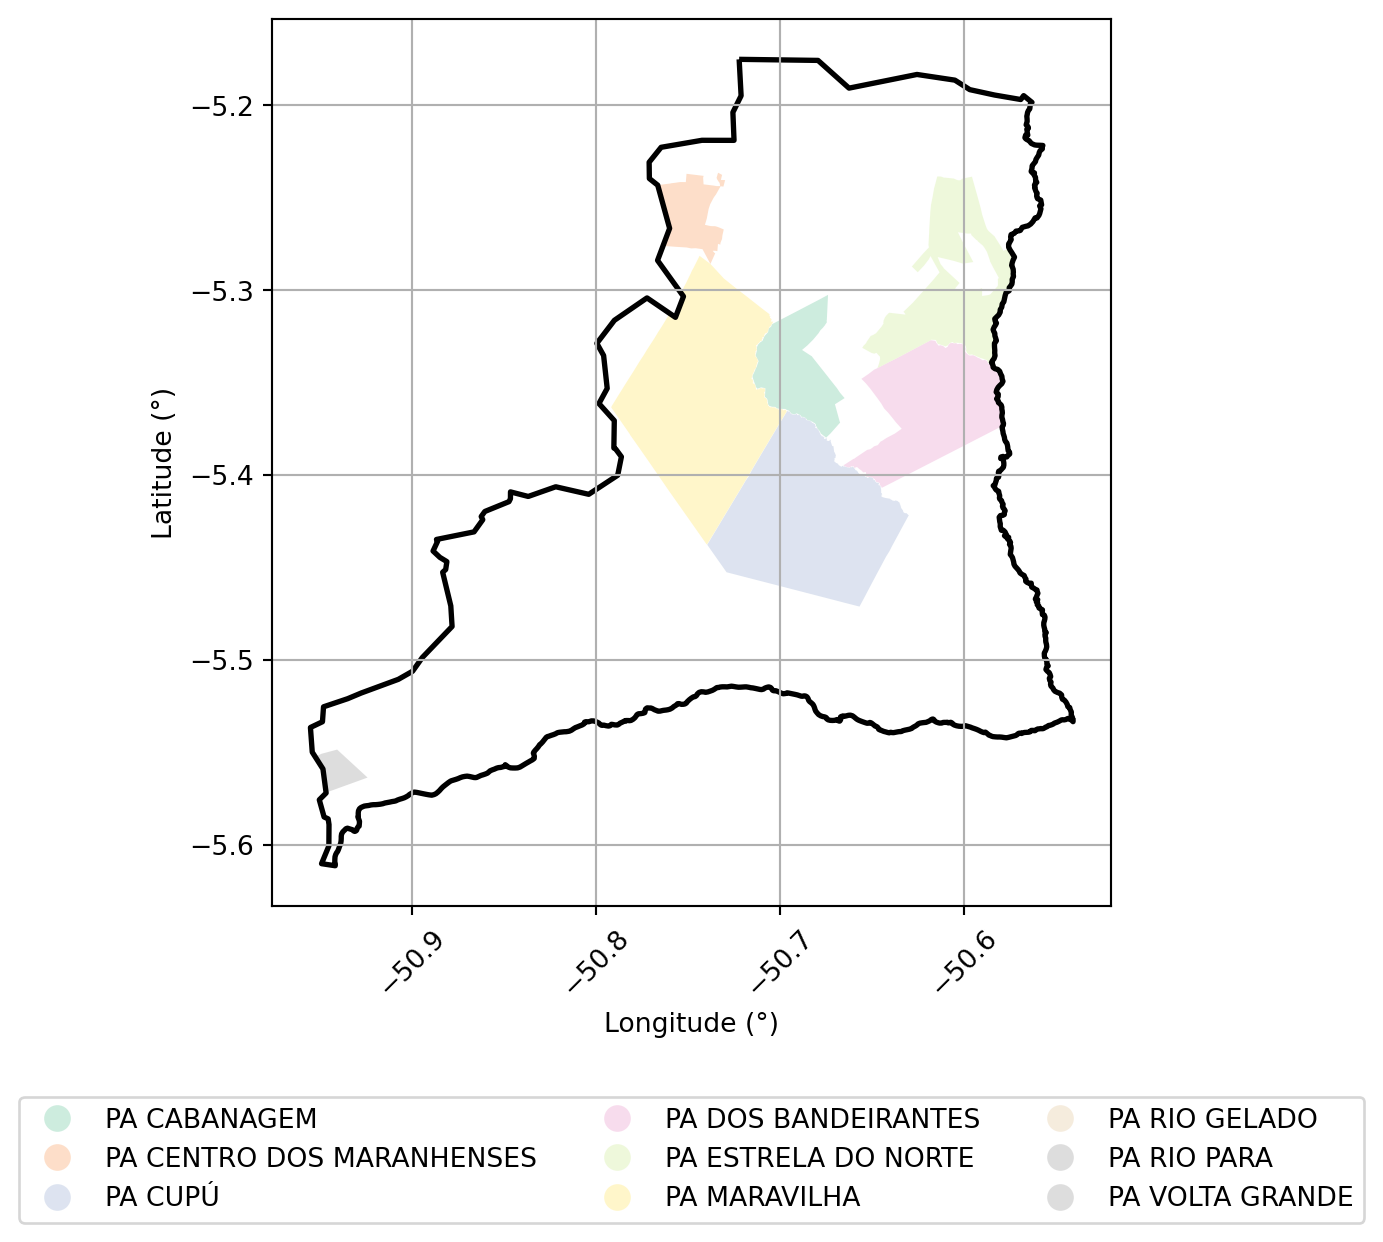 −5.2
−5.3
−5.4
−5.5
−5.6
Latitude (°)
−50.9
−50.8
−50.7
−50.6
Longitude (°)
PA CABANAGEM
PA CENTRO DOS MARANHENSES
PA CUPÚ
PA DOS BANDEIRANTES
PA ESTRELA DO NORTE
PA MARAVILHA
PA RIO GELADO
PA RIO PARA
PA VOLTA GRANDE